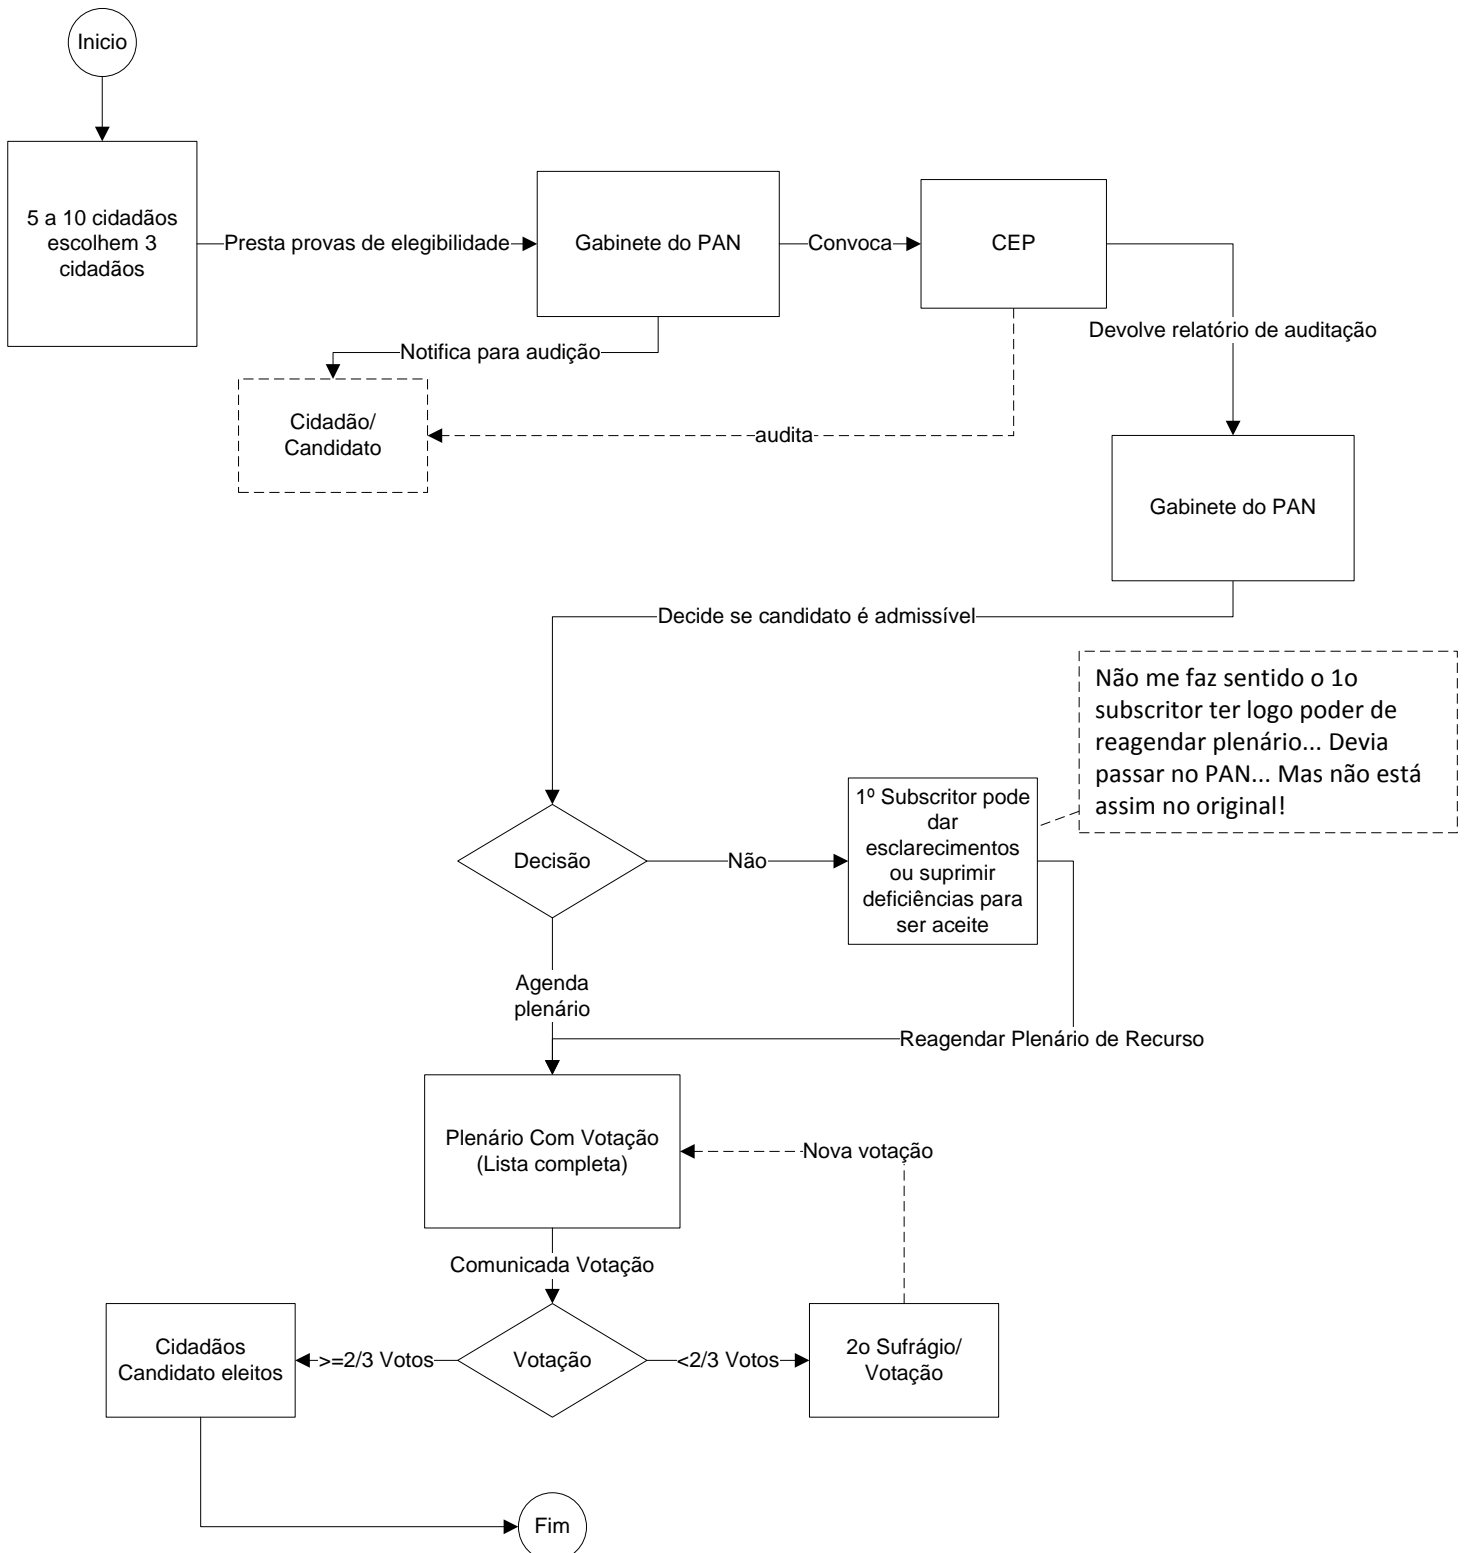 Inicio
5 a 10 cidadãos
escolhem 3
cidadãos
Presta provas de elegibilidade
Gabinete do PAN
Convoca
CEP
Devolve relatório de auditação
Notifica para audição
Cidadão/
Candidato
audita
Gabinete do PAN
Decide se candidato é admissível
Não me faz sentido o 1o
subscritor ter logo poder de
reagendar plenário... Devia
passar no PAN... Mas não está
assim no original!
1º Subscritor pode
dar
esclarecimentos
ou suprimir
deficiências para
ser aceite
Decisão
Não
Agenda
plenário
Reagendar Plenário de Recurso
Plenário Com Votação
(Lista completa)
Nova votação
Comunicada Votação
Cidadãos
Candidato eleitos
>=2/3 Votos
Votação
<2/3 Votos
2o Sufrágio/
Votação
Fim